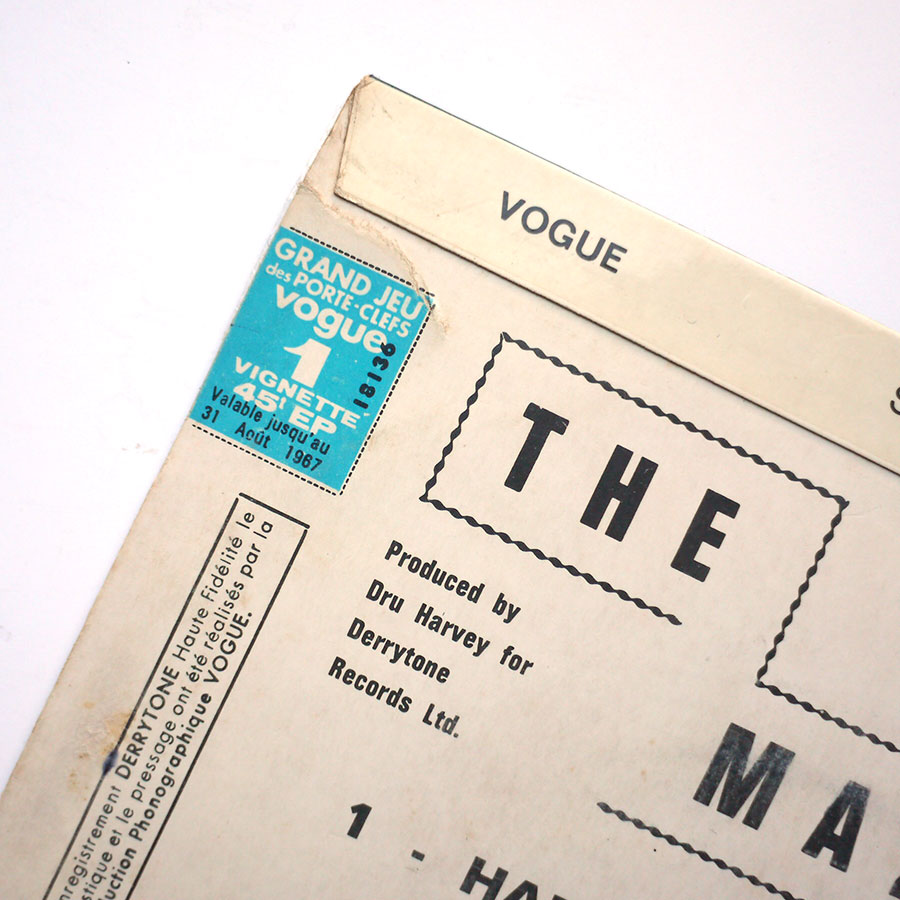 VOGUE
S
GRAND JEU
des PORTE-CLEFS
vogue
1
VIGNETTE
45t EP
18136
Valable jusqu'au
31 Août 1967
THE
Produced by
Dru Harvey for
Derrytone
Records Ltd.
MA
1 - HA
nregistrement DERRYTONE Haute Fidélité le
stique et le pressage ont été réalisés par la
uction Phonographique VOGUE.